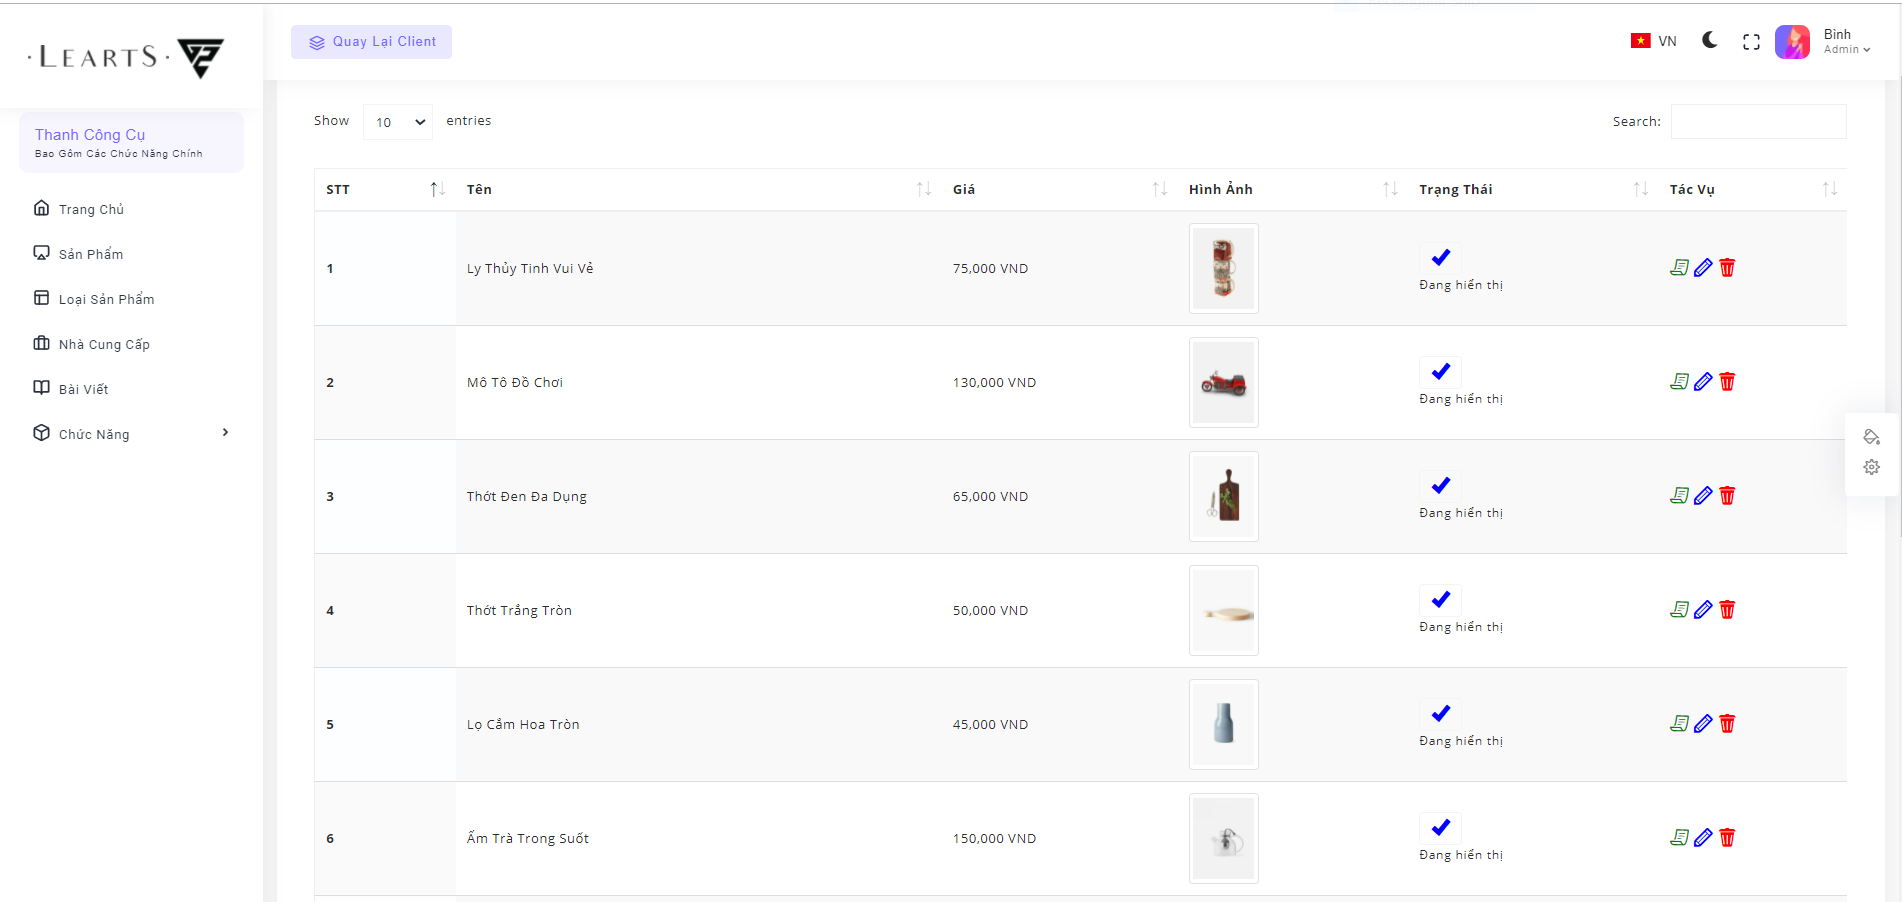 · LEARTS ·
Quay Lại Client
VN
Bình
Admin
Thanh Công Cụ
Bao Gồm Các Chức Năng Chính
Trang Chủ
Sản Phẩm
Loại Sản Phẩm
Nhà Cung Cấp
Bài Viết
Chức Năng
Show 10 entries
Search:
STT Tên Giá Hình Ảnh Trạng Thái Tác Vụ
1 Ly Thủy Tinh Vui Vẻ 75,000 VND Đang hiển thị
2 Mô Tô Đồ Chơi 130,000 VND Đang hiển thị
3 Thớt Đen Đa Dụng 65,000 VND Đang hiển thị
4 Thớt Trắng Tròn 50,000 VND Đang hiển thị
5 Lọ Cắm Hoa Tròn 45,000 VND Đang hiển thị
6 Ấm Trà Trong Suốt 150,000 VND Đang hiển thị